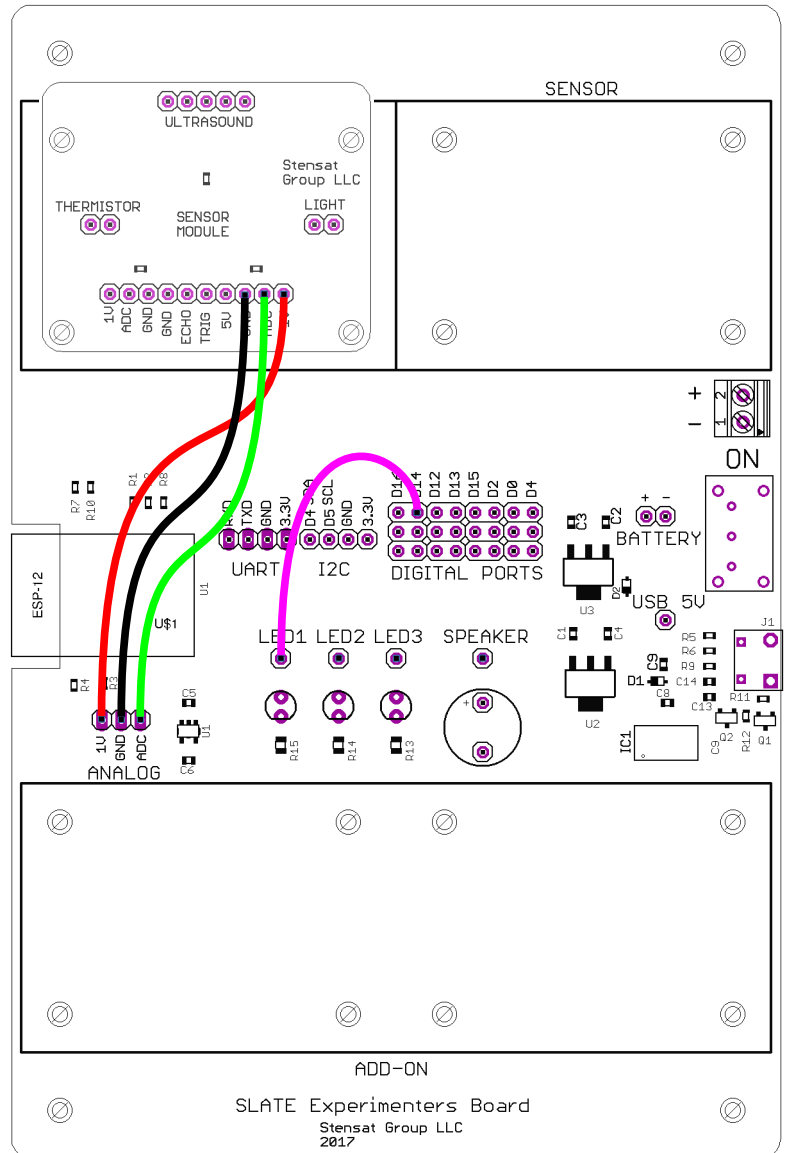 SENSOR
ULTRASOUND
Stensat
Group LLC
THERMISTOR
LIGHT
SENSOR
MODULE
1V
ADC
GND
GND
ECHO
TRIG
5V
+
-
2
1
ON
R7
R10
R1
R8
TXD
GND
3.3V
D5 SCL
GND
3.3V
D12
D13
D15
D2
D0
D4
C3
C2
+ -
BATTERY
UART
I2C
DIGITAL PORTS
ESP-12
U$1
U1
U3
D2
USB 5V
J1
LED1
LED2
LED3
SPEAKER
C1
C4
R5
R6
R9
C14
C13
R11
C9
D1
C8
R4
R3
C5
U1
C6
+
R15
R14
R13
U2
IC1
C9
Q2
R12
Q1
1V
GND
ADC
ANALOG
ADD-ON
SLATE Experimenters Board
Stensat Group LLC
2017